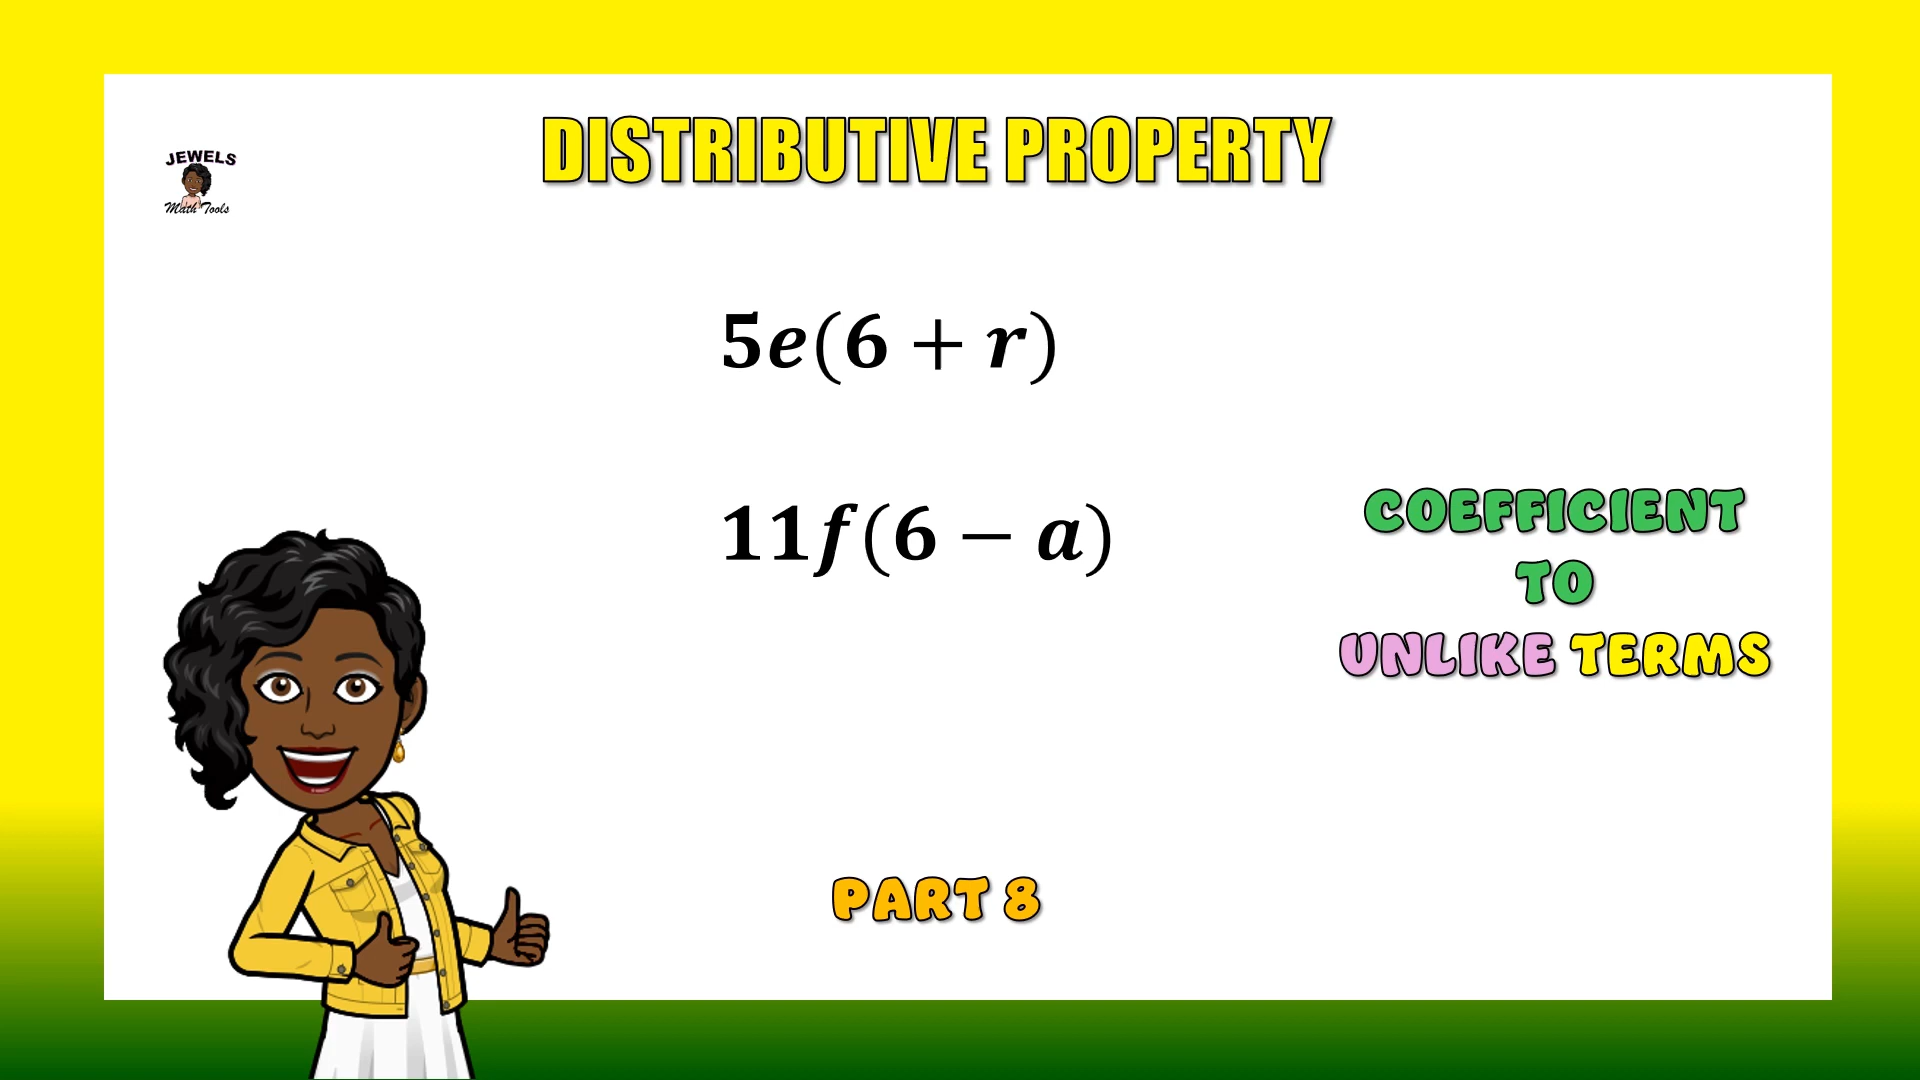 DISTRIBUTIVE PROPERTY
JEWELS
Math Tools
5e(6 + r)
11f(6 − a)
COEFFICIENT
TO
UNLIKE TERMS
PART 8